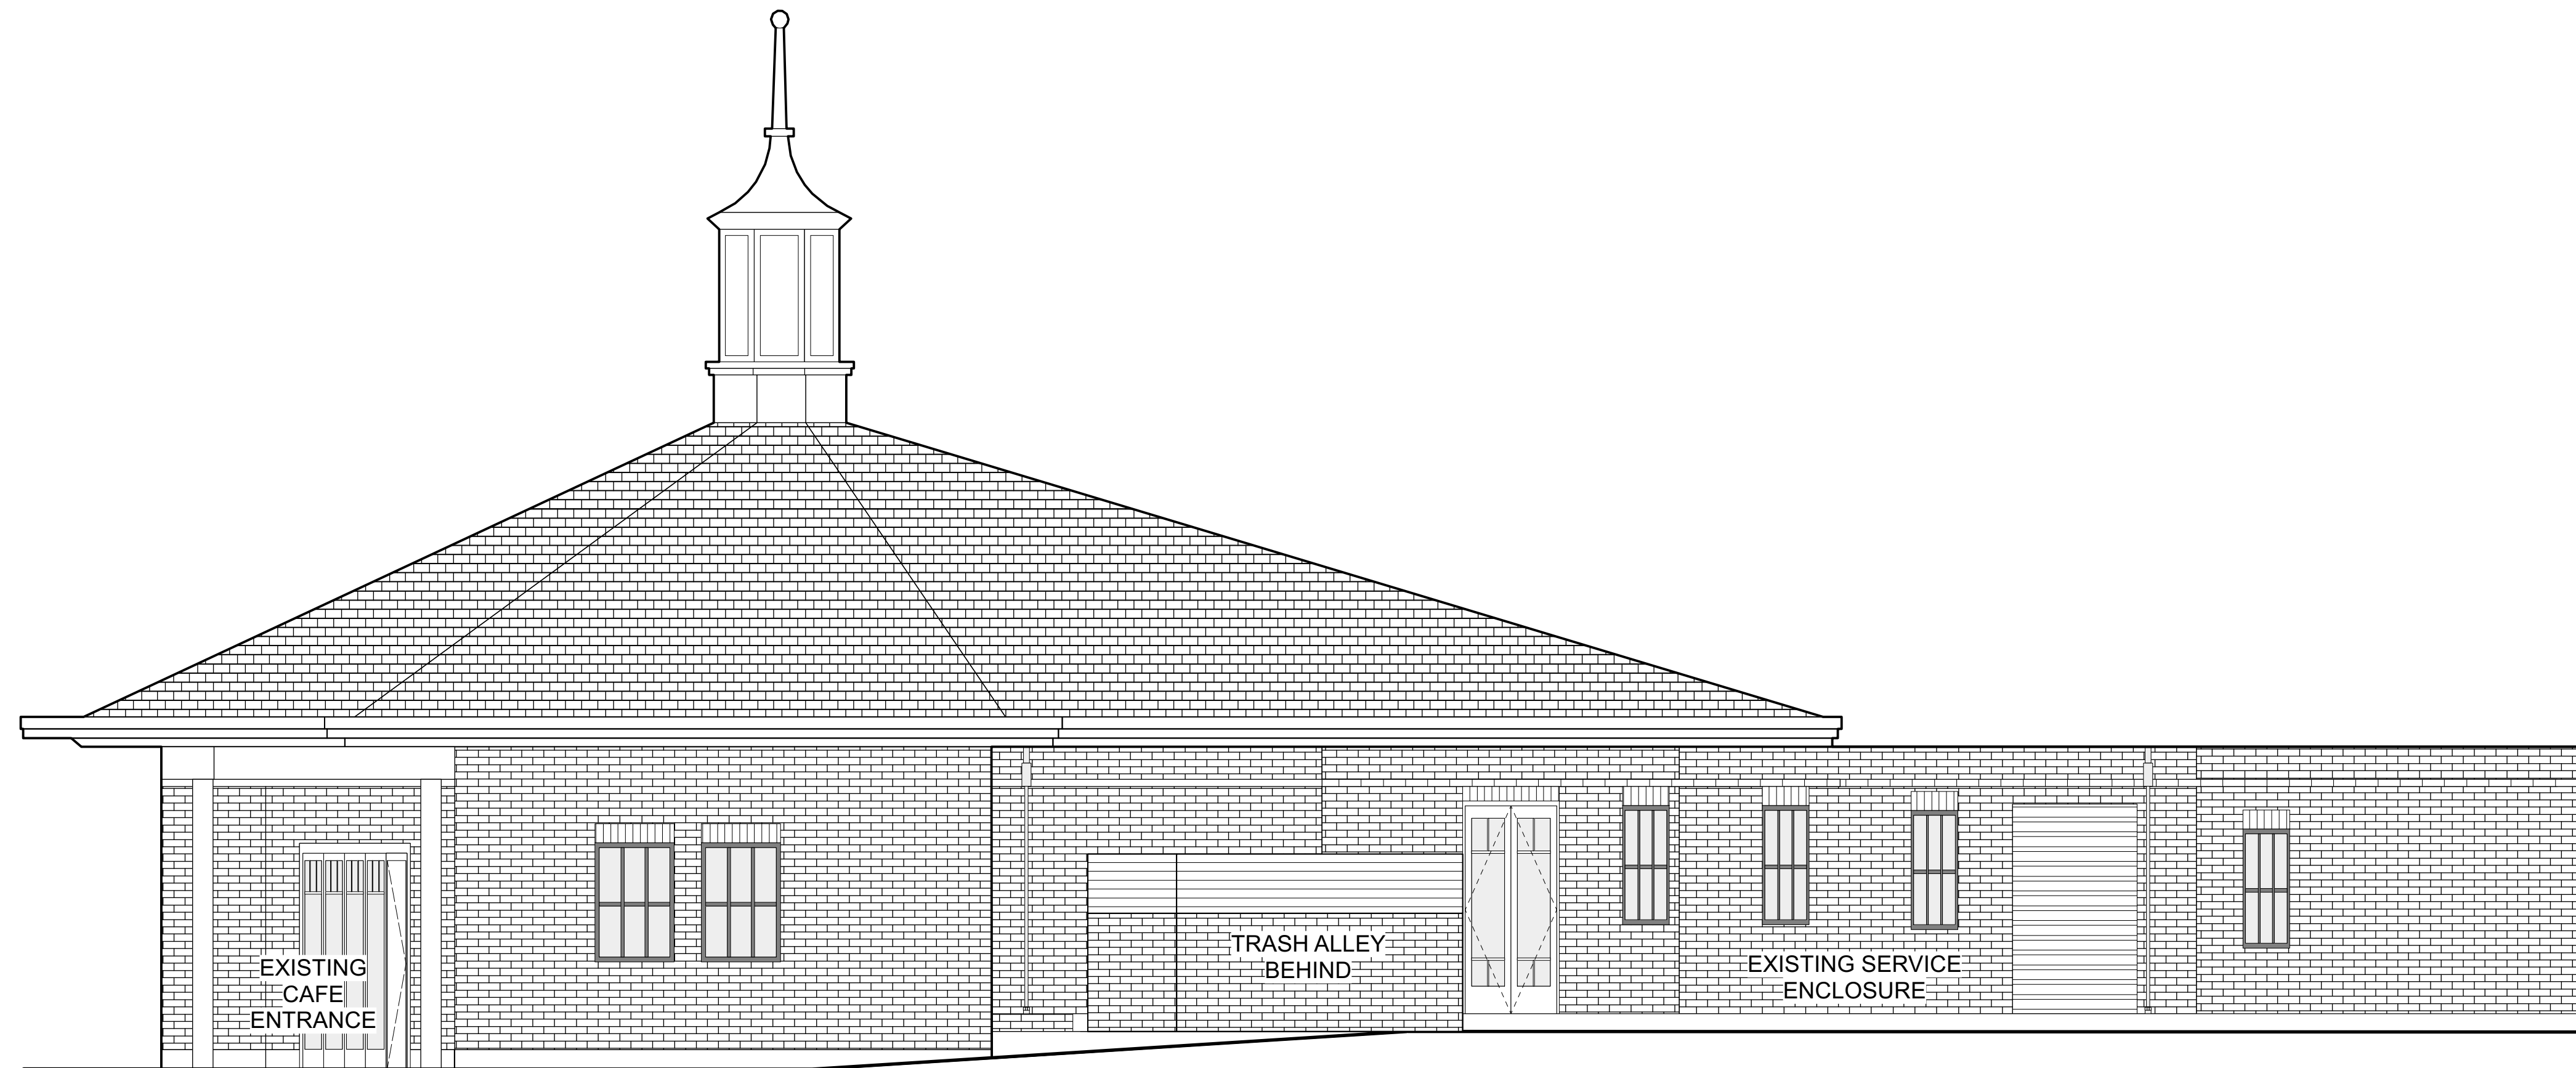 EXISTING
CAFE
ENTRANCE
TRASH ALLEY
BEHIND
EXISTING SERVICE
ENCLOSURE